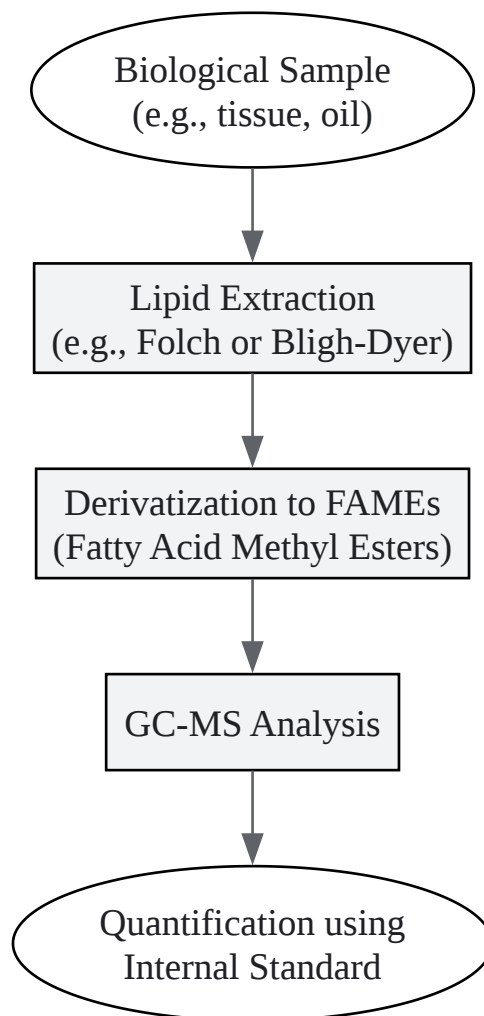 Biological Sample
(e.g., tissue, oil)
Lipid Extraction
(e.g., Folch or Bligh-Dyer)
Derivatization to FAMEs
(Fatty Acid Methyl Esters)
GC-MS Analysis
Quantification using
Internal Standard